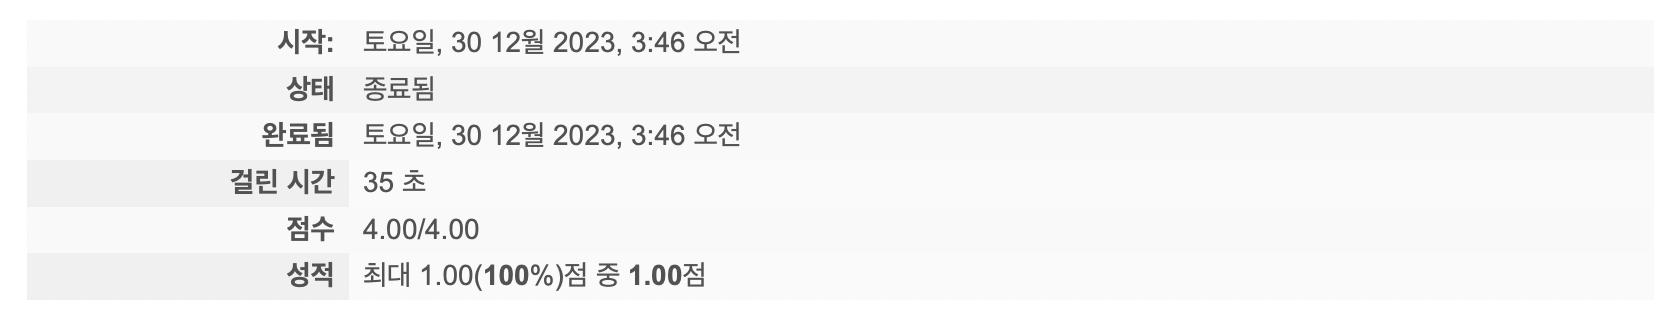 시작: 토요일, 30 12월 2023, 3:46 오전
상태 종료됨
완료됨 토요일, 30 12월 2023, 3:46 오전
걸린 시간 35 초
점수 4.00/4.00
성적 최대 1.00(100%)점 중 1.00점